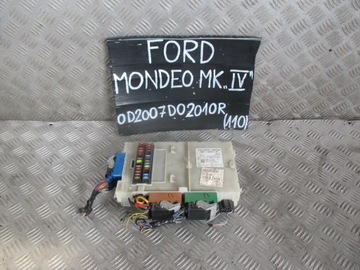 FORD
MONDEO MK „IV"
OD2007DO2010R
(110)